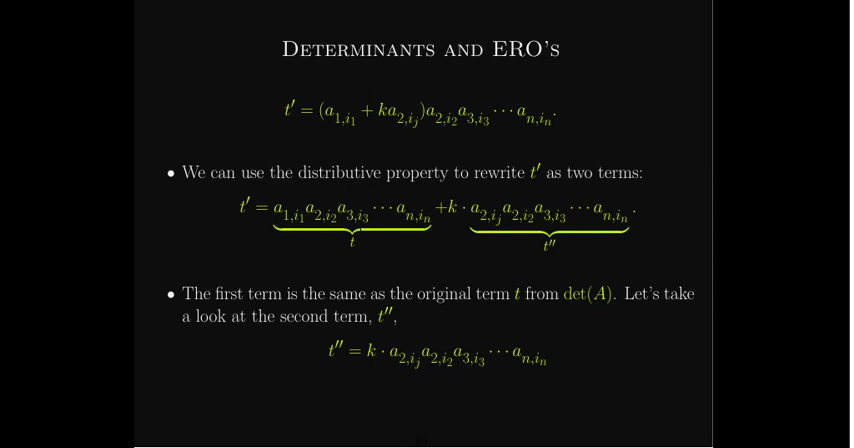 DETERMINANTS AND ERO'S
t′ = (a_{1,i_1} + ka_{2,i_j})a_{2,i_2}a_{3,i_3} ⋯ a_{n,i_n}.
• We can use the distributive property to rewrite t′ as two terms:
t′ = a_{1,i_1}a_{2,i_2}a_{3,i_3} ⋯ a_{n,i_n} + k · a_{2,i_j}a_{2,i_2}a_{3,i_3} ⋯ a_{n,i_n}.
t t″
• The first term is the same as the original term t from det(A). Let's take
a look at the second term, t″,
t″ = k · a_{2,i_j}a_{2,i_2}a_{3,i_3} ⋯ a_{n,i_n}